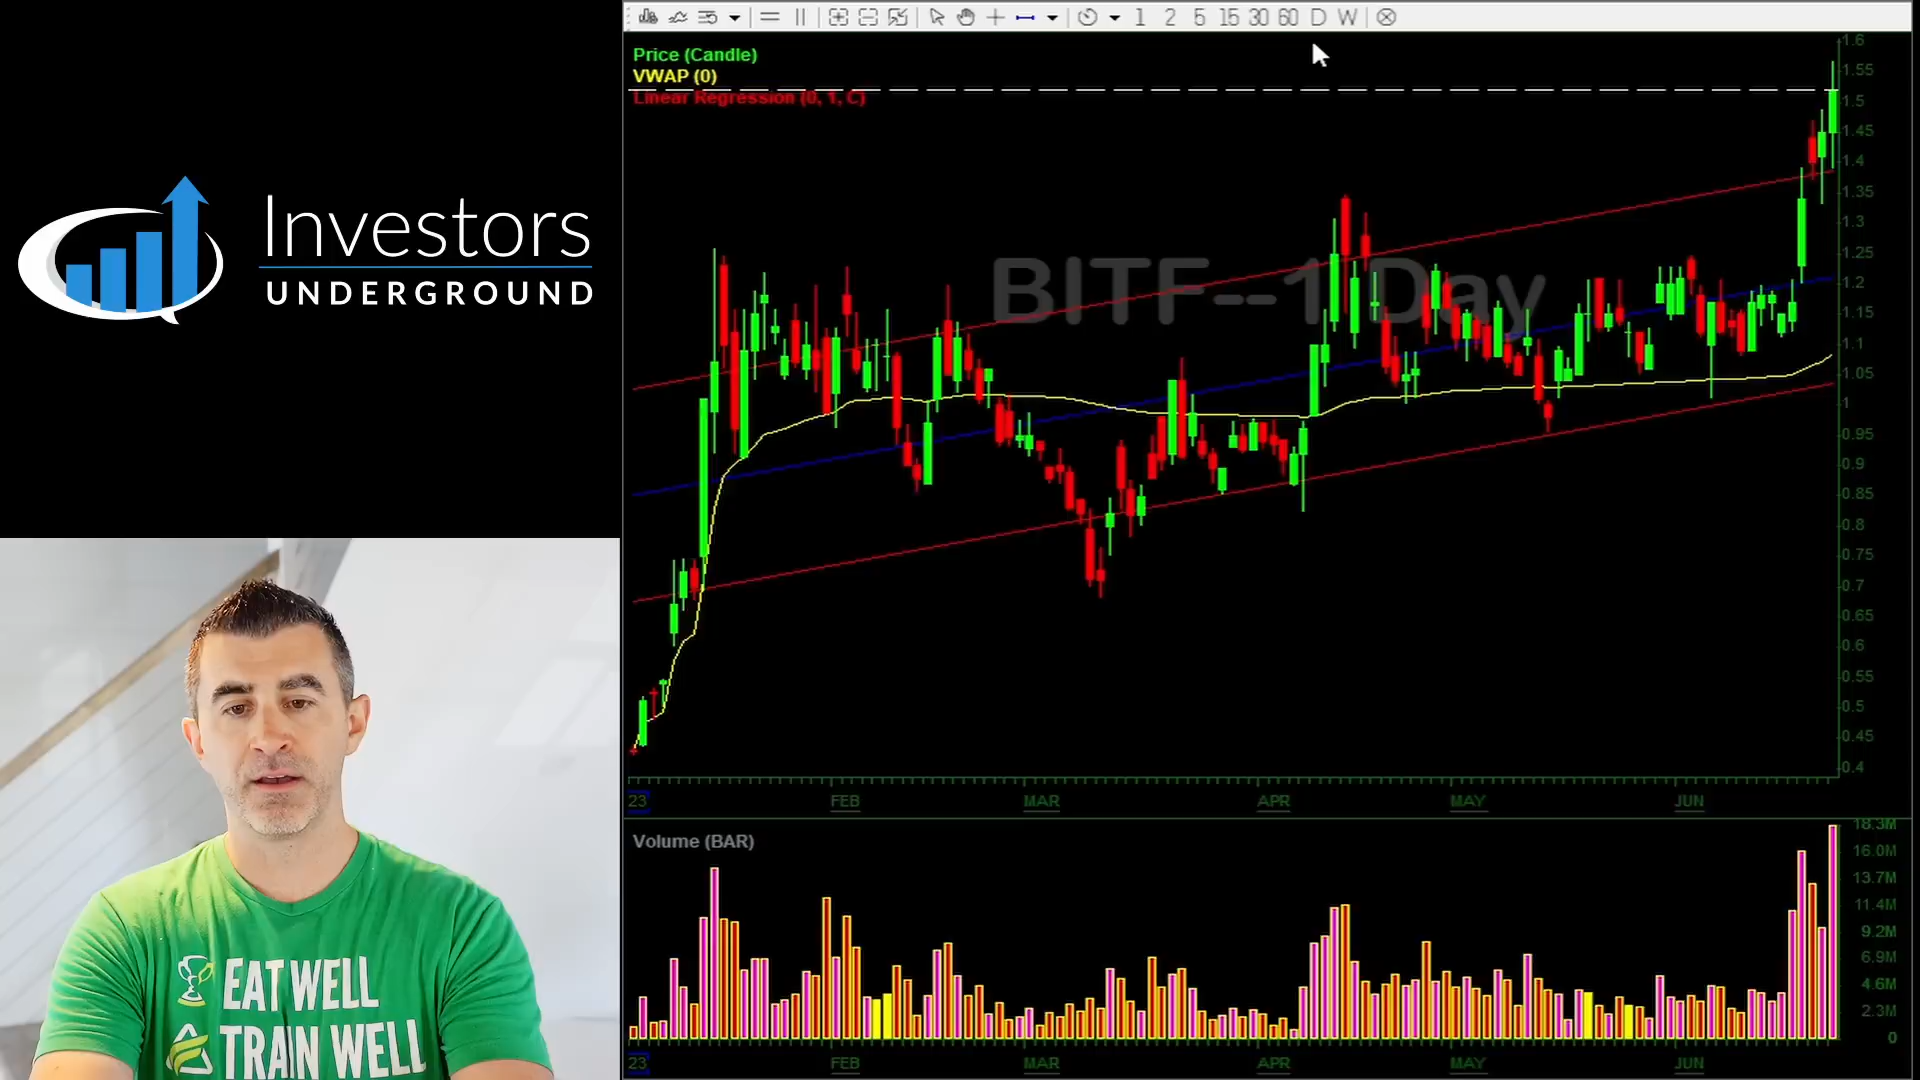 1 2 5 15 30 60 D W
Price (Candle)
VWAP (0)
Linear Regression (0, 1, C)
BITF--1 Day
Investors
UNDERGROUND
1.6
1.55
1.5
1.45
1.4
1.35
1.3
1.25
1.2
1.15
1.1
1.05
1
0.95
0.9
0.85
0.8
0.75
0.7
0.65
0.6
0.55
0.5
0.45
0.4
23 FEB MAR APR MAY JUN
Volume (BAR)
18.3M
16.0M
13.7M
11.4M
9.2M
6.9M
4.6M
2.3M
0
23 FEB MAR APR MAY JUN
EAT WELL
TRAIN WELL